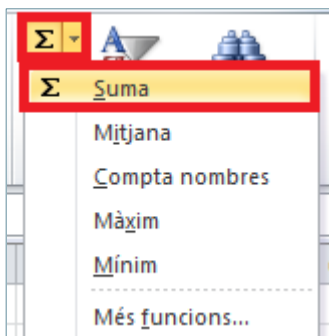 Σ
Σ Suma
Mitjana
Compta nombres
Màxim
Mínim
Més funcions...